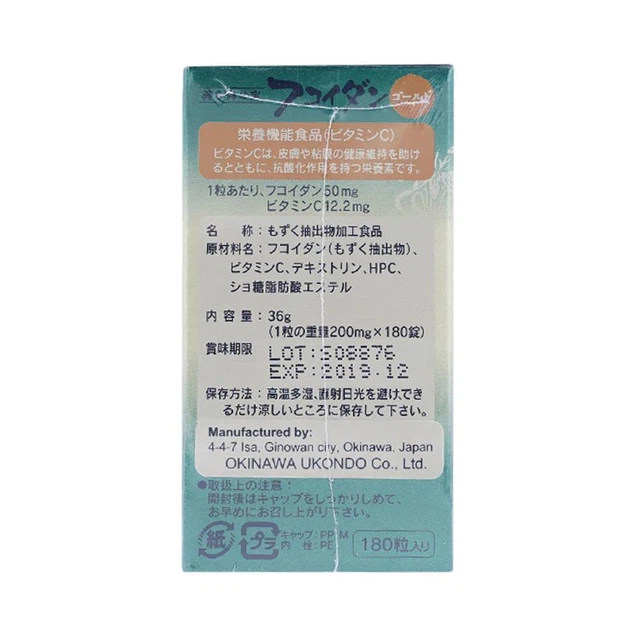 フコイダン ゴールド
栄養機能食品(ビタミンC)
ビタミンCは、皮膚や粘膜の健康維持を助け
るとともに、抗酸化作用を持つ栄養素です。
1粒あたり、フコイダン50mg
ビタミンC12.2mg
名 称:もずく抽出物加工食品
原材料名:フコイダン(もずく抽出物)、
ビタミンC、デキストリン、HPC、
ショ糖脂肪酸エステル
内容量:36g
(1粒の重量200mg×180錠)
賞味期限 LOT:S08876
EXP:2019.12
保存方法:高温多湿、直射日光を避け、でき
るだけ涼しいところに保存して下さい。
Manufactured by:
4-4-7 Isa, Ginowan city, Okinawa, Japan
OKINAWA UKONDO Co., Ltd.
●取扱上の注意:
開封後はキャップをしっかりしめて、
お早めにお召し上がり下さい。
紙 プラ キャップ:PP M
内 栓:PE
180粒入り